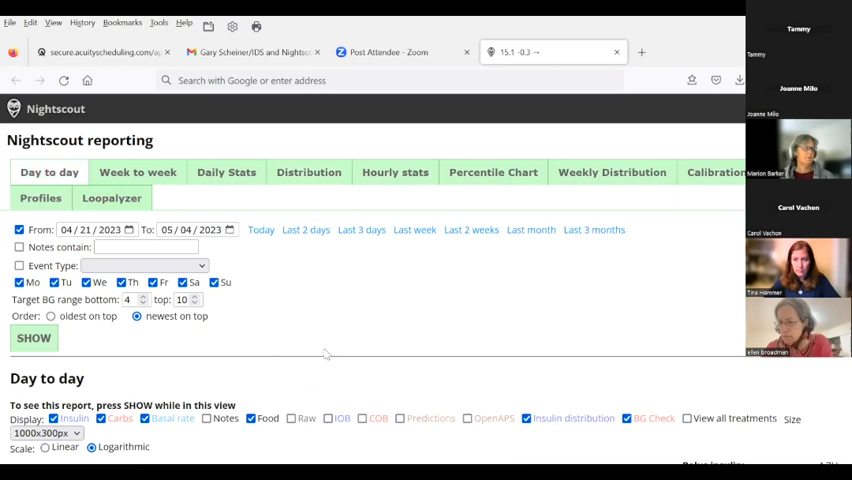 File Edit View History Bookmarks Tools Help
secure.acuityscheduling.com/ap
Gary Scheiner/IDS and Nightsc
Post Attendee - Zoom
15.1 -0.3 →
Search with Google or enter address
Nightscout
Nightscout reporting
Day to day Week to week Daily Stats Distribution Hourly stats Percentile Chart Weekly Distribution Calibration
Profiles Loopalyzer
From: 04 / 21 / 2023 To: 05 / 04 / 2023 Today Last 2 days Last 3 days Last week Last 2 weeks Last month Last 3 months
Notes contain:
Event Type:
Mo Tu We Th Fr Sa Su
Target BG range bottom: 4 top: 10
Order: oldest on top newest on top
SHOW
Day to day
To see this report, press SHOW while in this view
Display: Insulin Carbs Basal rate Notes Food Raw IOB COB Predictions OpenAPS Insulin distribution BG Check View all treatments Size
1000x300px
Scale: Linear Logarithmic
Tammy
Tammy
Joanne Milo
Joanne Milo
Marion Barker
Carol Vachon
Carol Vachon
Tina Hammer
ellen broadman